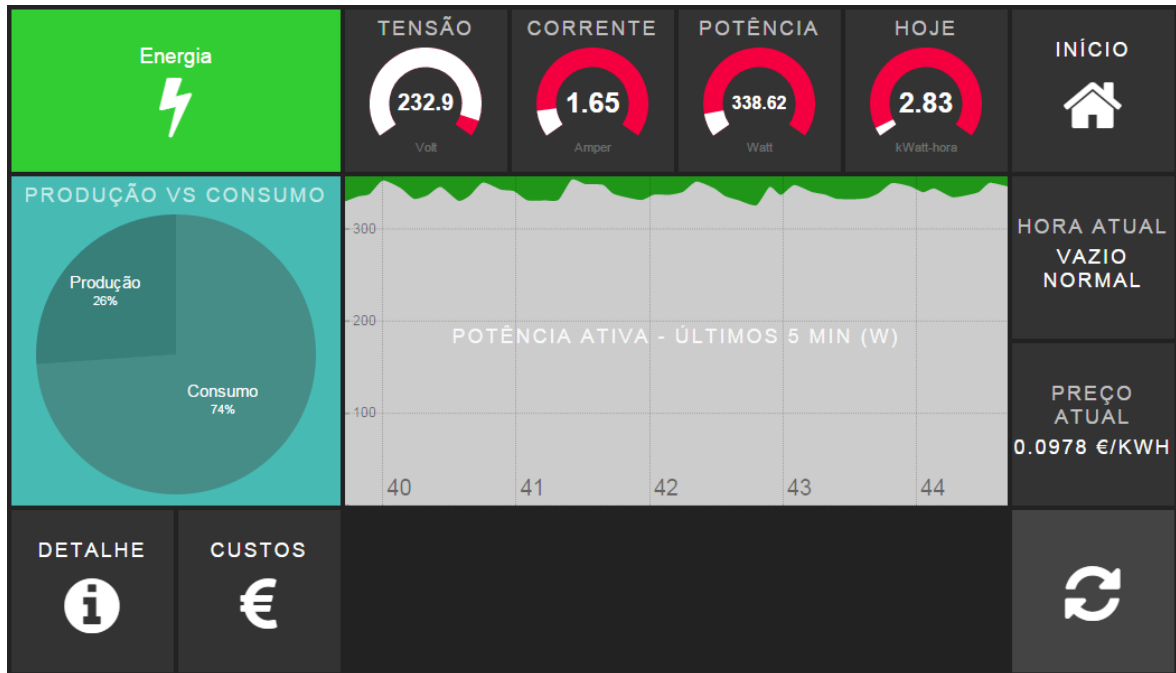 Energia
TENSÃO
232.9
Volt
CORRENTE
1.65
Amper
POTÊNCIA
338.62
Watt
HOJE
2.83
kWatt-hora
INÍCIO
PRODUÇÃO VS CONSUMO
Produção
26%
Consumo
74%
300
200
100
POTÊNCIA ATIVA - ÚLTIMOS 5 MIN (W)
40
41
42
43
44
HORA ATUAL
VAZIO
NORMAL
PREÇO
ATUAL
0.0978 €/KWH
DETALHE
CUSTOS
€